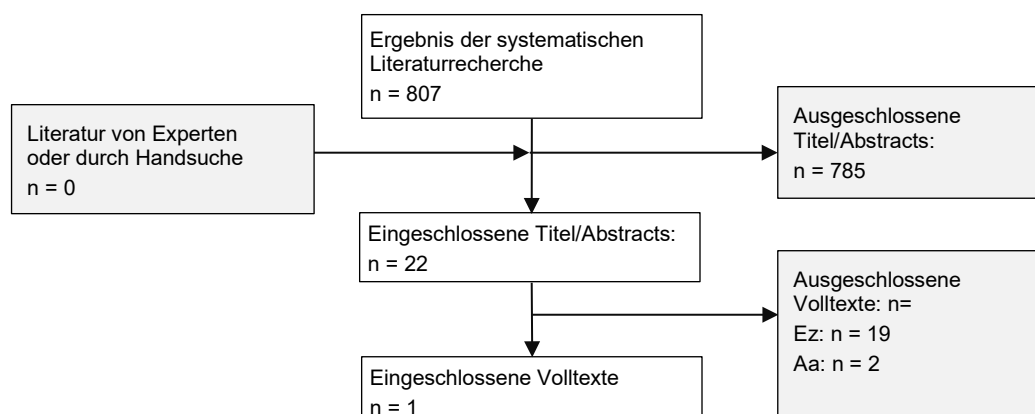 Ergebnis der systematischen
Literaturrecherche
n = 807
Literatur von Experten
oder durch Handsuche
n = 0
Ausgeschlossene
Titel/Abstracts:
n = 785
Eingeschlossene Titel/Abstracts:
n = 22
Ausgeschlossene
Volltexte: n=
Ez: n = 19
Aa: n = 2
Eingeschlossene Volltexte
n = 1